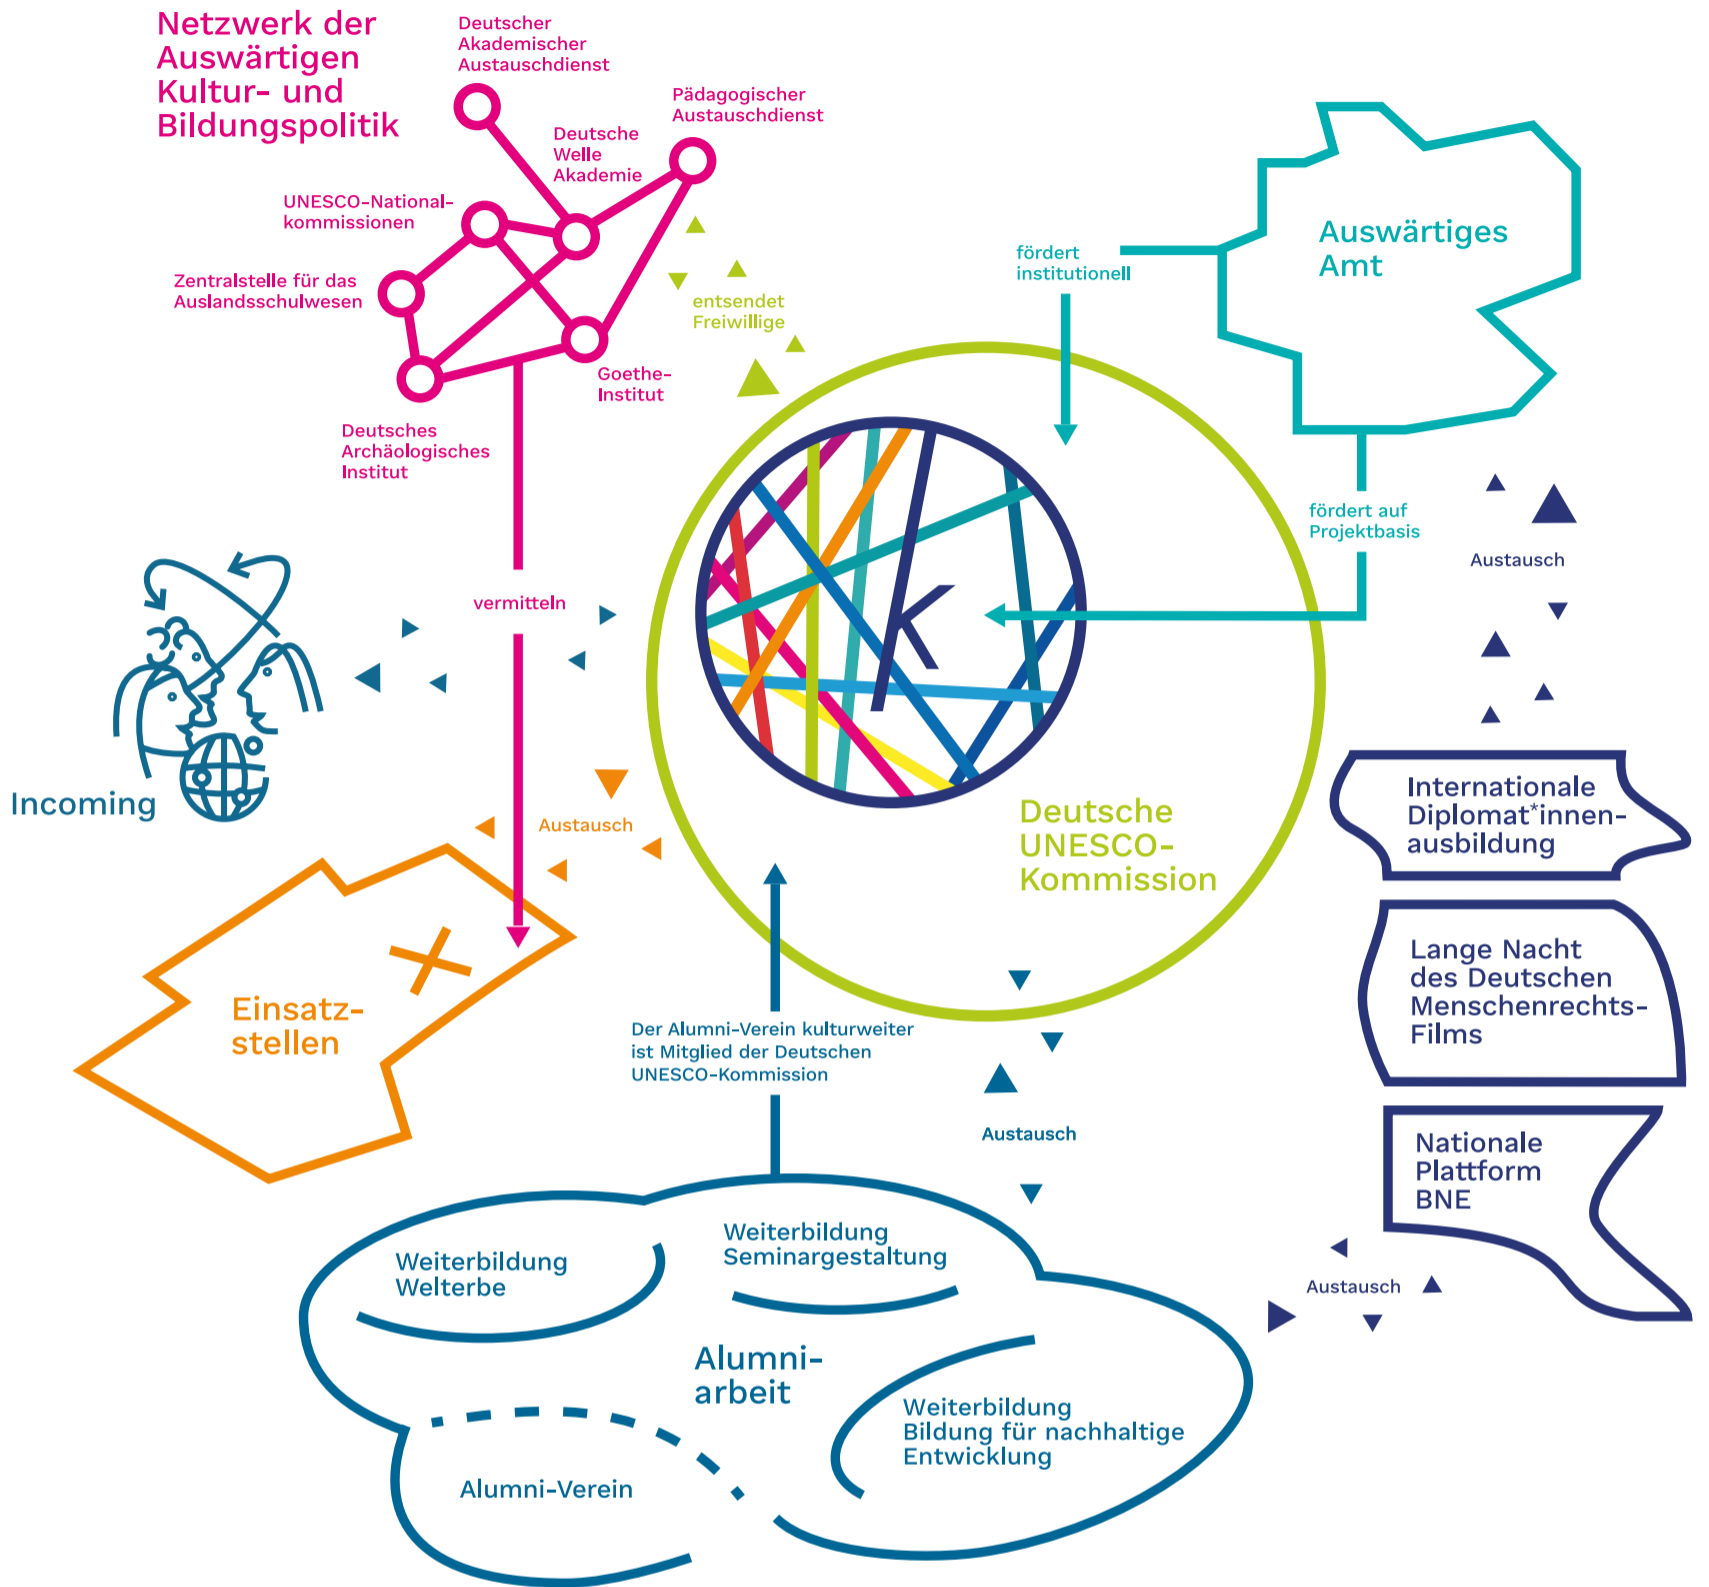 Netzwerk der
Auswärtigen
Kultur- und
Bildungspolitik
Deutscher
Akademischer
Austauschdienst
Pädagogischer
Austauschdienst
Deutsche
Welle
Akademie
UNESCO-National-
kommissionen
Zentralstelle für das
Auslandsschulwesen
Goethe-
Institut
Deutsches
Archäologisches
Institut
entsendet
Freiwillige
fördert
institutionell
Auswärtiges
Amt
fördert auf
Projektbasis
Austausch
vermitteln
K
Incoming
Austausch
Deutsche
UNESCO-
Kommission
Internationale
Diplomat*innen-
ausbildung
Lange Nacht
des Deutschen
Menschenrechts-
Films
Nationale
Plattform
BNE
Einsatz-
stellen
Der Alumni-Verein kulturweiter
ist Mitglied der Deutschen
UNESCO-Kommission
Austausch
Austausch
Weiterbildung
Welterbe
Weiterbildung
Seminargestaltung
Alumni-
arbeit
Weiterbildung
Bildung für nachhaltige
Entwicklung
Alumni-Verein